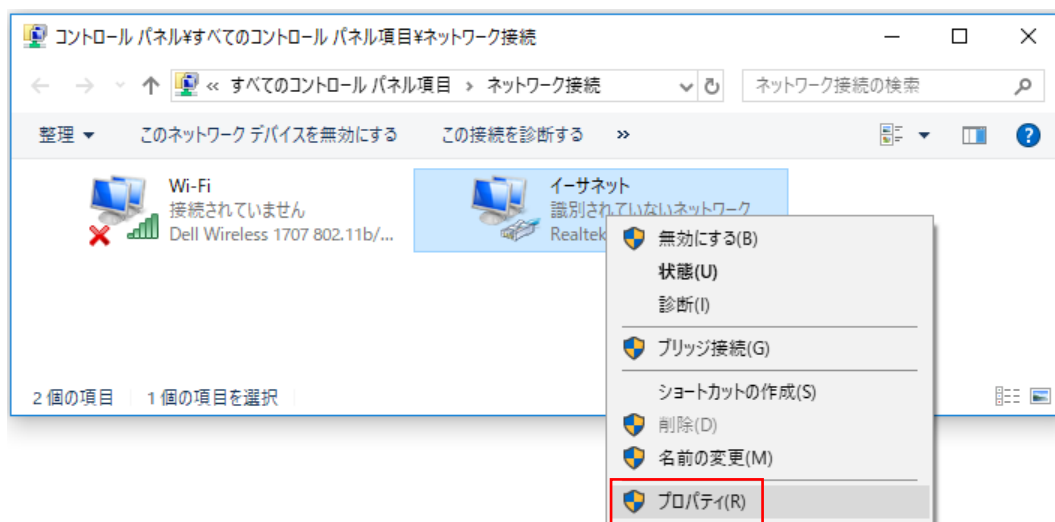 コントロール パネル¥すべてのコントロール パネル項目¥ネットワーク接続
« すべてのコントロール パネル項目 › ネットワーク接続
ネットワーク接続の検索
整理 このネットワーク デバイスを無効にする この接続を診断する »
Wi-Fi
接続されていません
Dell Wireless 1707 802.11b/...
イーサネット
識別されていないネットワーク
Realtek
無効にする(B)
状態(U)
診断(I)
ブリッジ接続(G)
ショートカットの作成(S)
削除(D)
名前の変更(M)
プロパティ(R)
2 個の項目 1 個の項目を選択